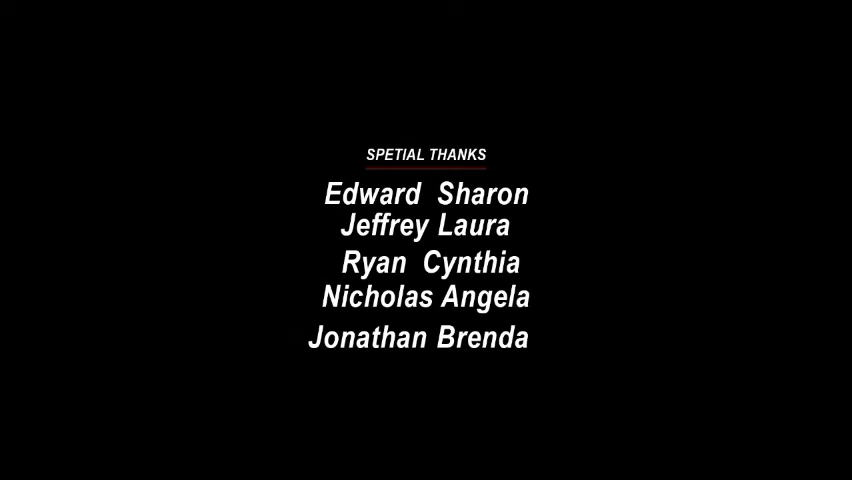 SPETIAL THANKS
Edward Sharon
Jeffrey Laura
Ryan Cynthia
Nicholas Angela
Jonathan Brenda